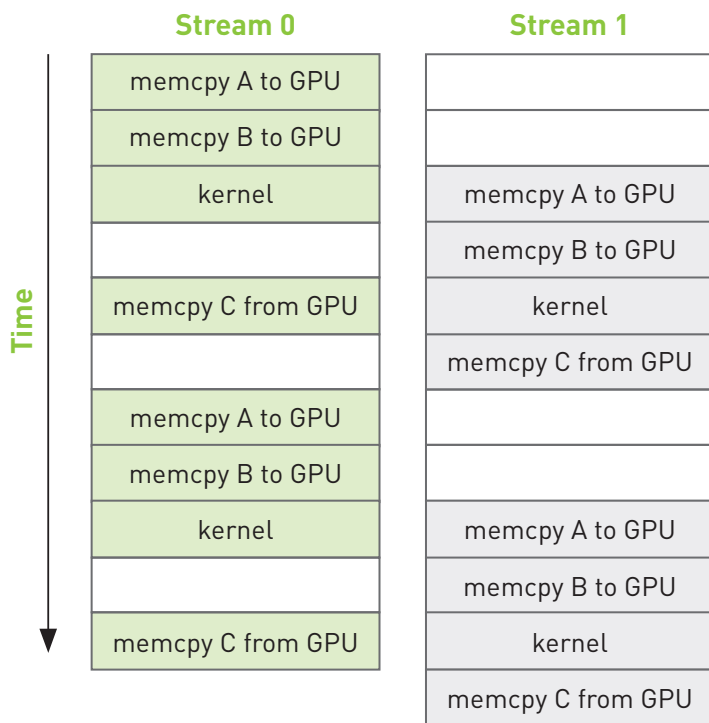 Stream 0
Stream 1
Time
memcpy A to GPU
memcpy B to GPU
kernel
memcpy A to GPU
memcpy B to GPU
memcpy C from GPU
kernel
memcpy C from GPU
memcpy A to GPU
memcpy B to GPU
kernel
memcpy A to GPU
memcpy B to GPU
memcpy C from GPU
kernel
memcpy C from GPU